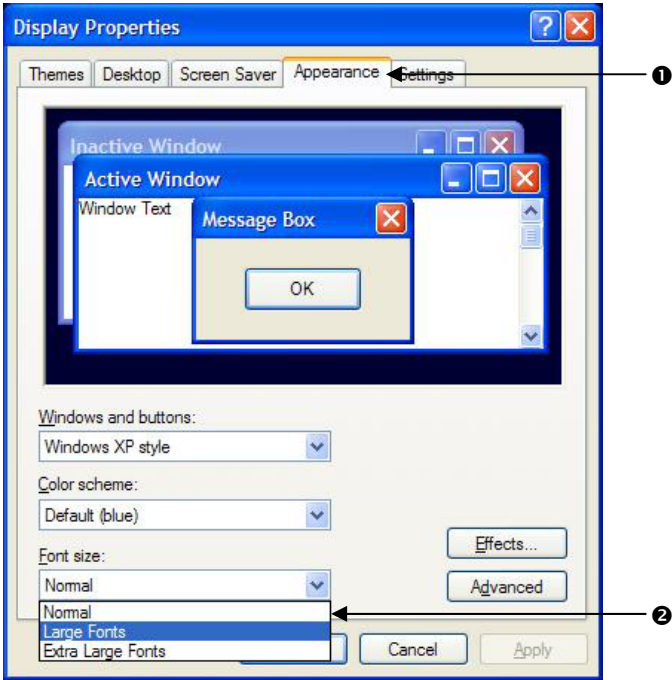 Display Properties
Themes Desktop Screen Saver Appearance Settings ❶
Inactive Window
Active Window
Window Text
Message Box
OK
Windows and buttons:
Windows XP style
Color scheme:
Default (blue)
Effects...
Font size:
Normal
Advanced
Normal ❷
Large Fonts
Extra Large Fonts
Cancel Apply